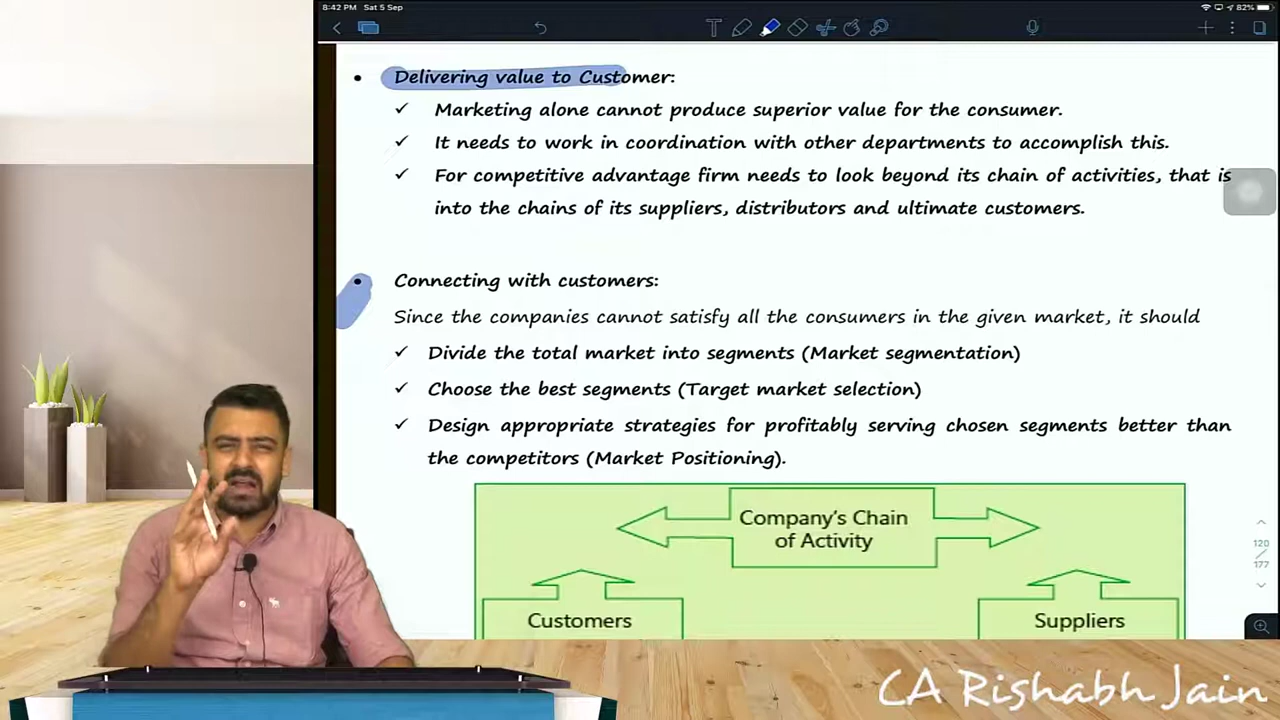 8:42 PM Sat 5 Sep
82%
T
Delivering value to Customer:
Marketing alone cannot produce superior value for the consumer.
It needs to work in coordination with other departments to accomplish this.
For competitive advantage firm needs to look beyond its chain of activities, that is
into the chains of its suppliers, distributors and ultimate customers.
Connecting with customers:
Since the companies cannot satisfy all the consumers in the given market, it should
Divide the total market into segments (Market segmentation)
Choose the best segments (Target market selection)
Design appropriate strategies for profitably serving chosen segments better than
the competitors (Market Positioning).
Company's Chain
of Activity
120
/
177
Customers
Suppliers
CA Rishabh Jain